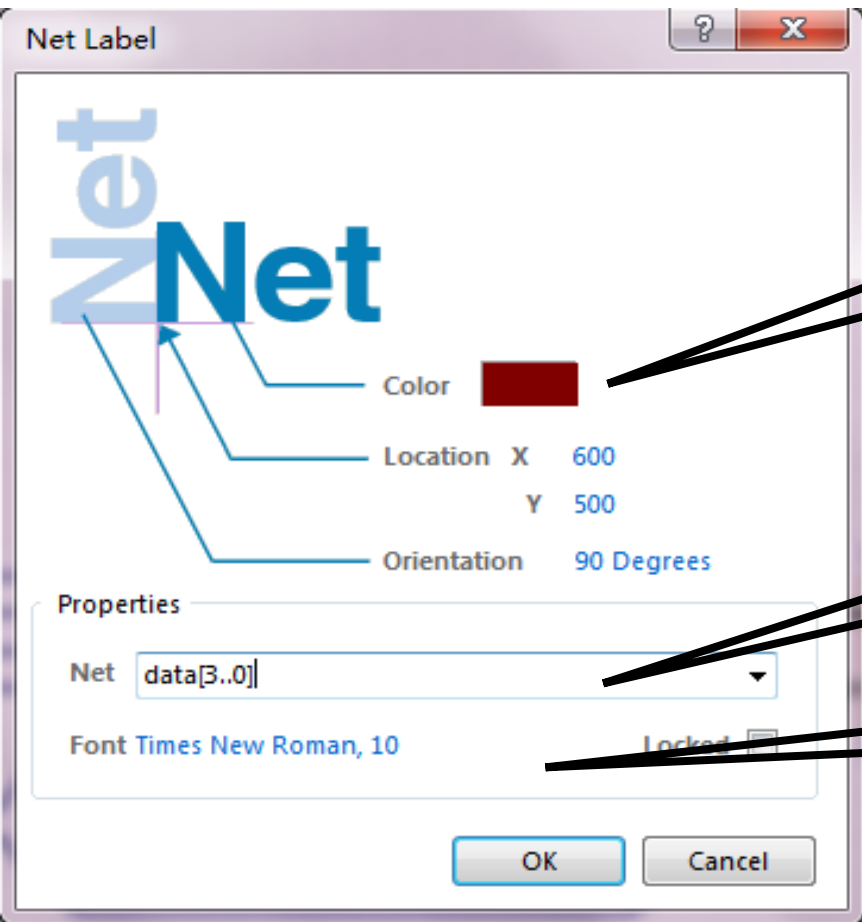 Net Label
Net
Net
Color
Location X 600
Y 500
Orientation 90 Degrees
Properties
Net data[3..0]
Font Times New Roman, 10 Locked
OK Cancel